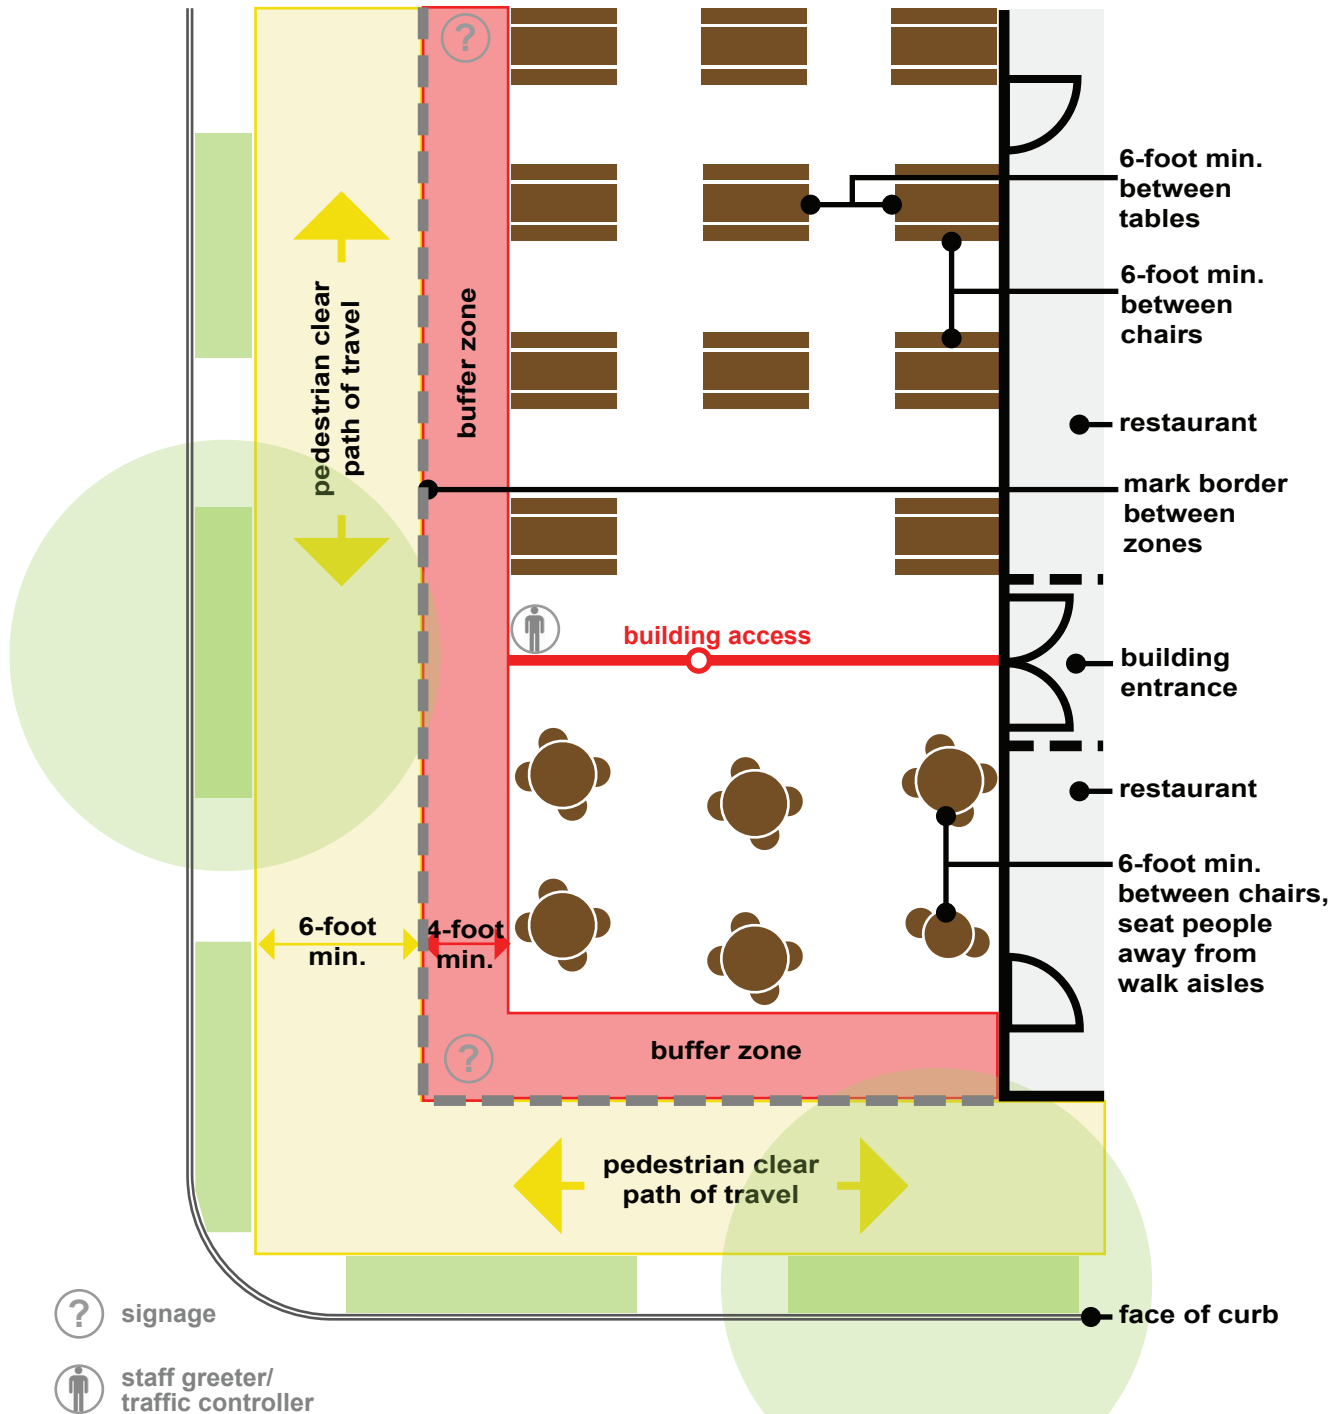 ?
6-foot min.
between
tables
6-foot min.
between
chairs
pedestrian clear
path of travel
buffer zone
restaurant
mark border
between
zones
building access
building
entrance
restaurant
6-foot min.
between chairs,
seat people
away from
walk aisles
6-foot
min.
4-foot
min.
?
buffer zone
pedestrian clear
path of travel
? signage
face of curb
staff greeter/
traffic controller